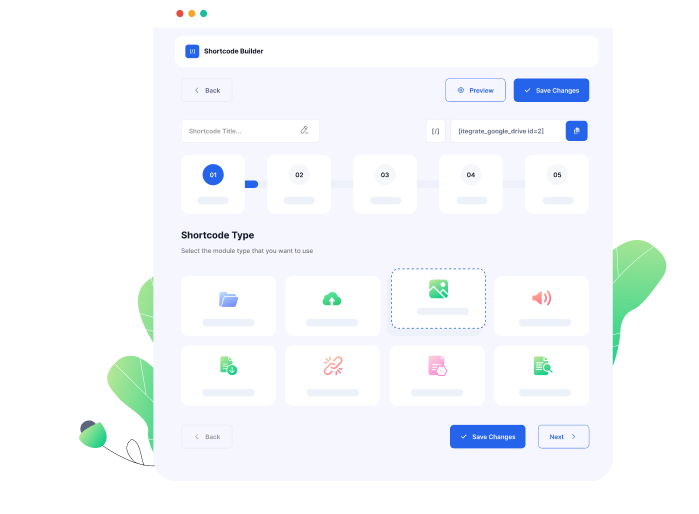 [/] Shortcode Builder
Back
Preview
Save Changes
Shortcode Title...
[/]
[itegrate_google_drive id=2]
01
02
03
04
05
Shortcode Type
Select the module type that you want to use
Back
Save Changes
Next